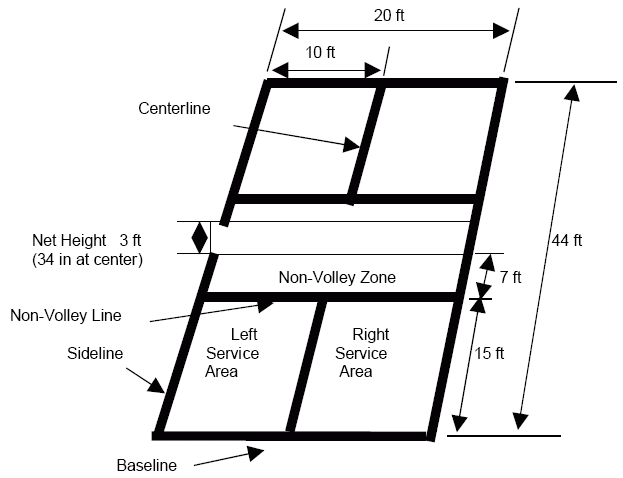 20 ft
10 ft
Centerline
Net Height 3 ft
(34 in at center)
44 ft
Non-Volley Zone
7 ft
Non-Volley Line
Left
Service
Area
Right
Service
Area
Sideline
15 ft
Baseline